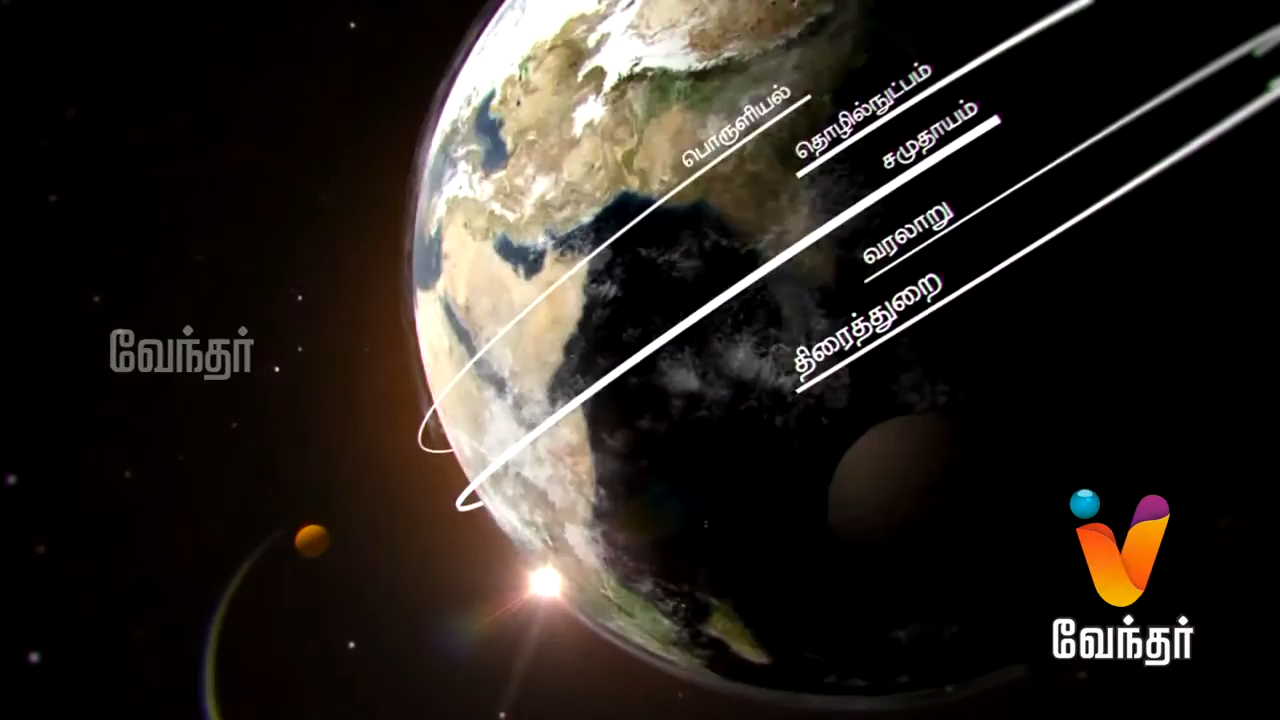 பொருளியல்
தொழில்நுட்பம்
சமுதாயம்
வரலாறு
திரைத்துறை
வேந்தர்
வேந்தர்